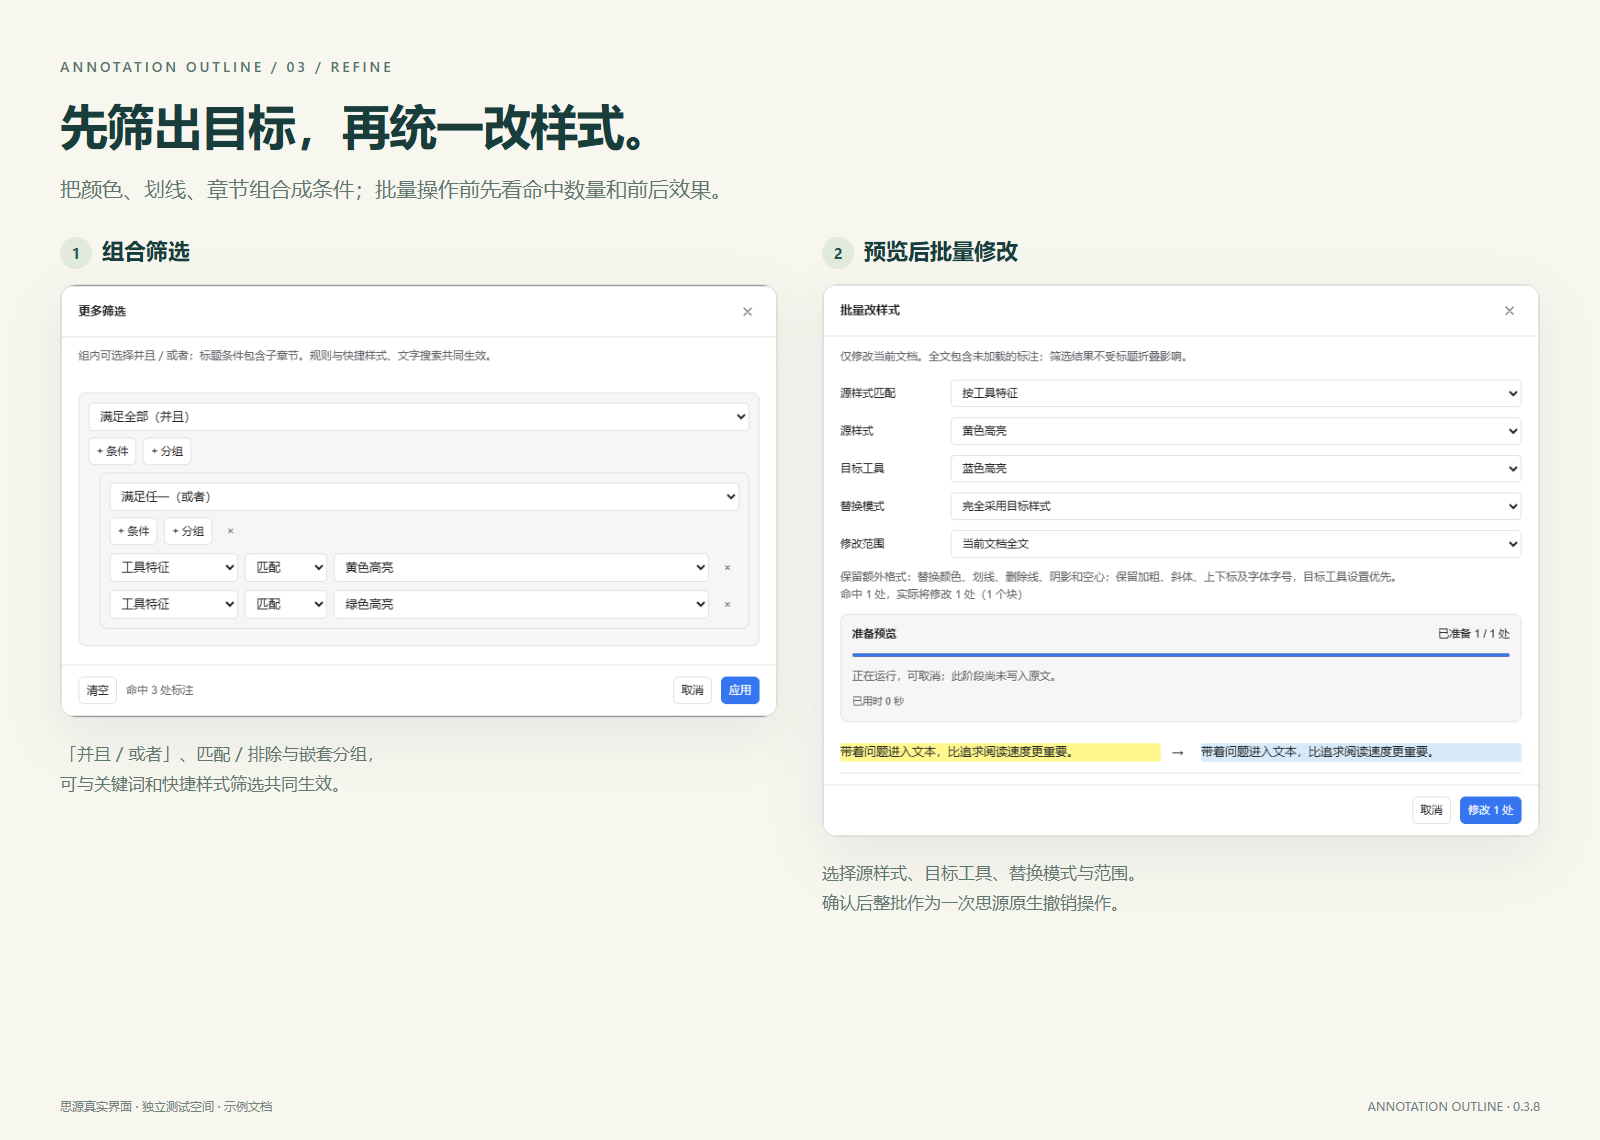 ANNOTATION OUTLINE / 03 / REFINE
先筛出目标，再统一改样式。
把颜色、划线、章节组合成条件；批量操作前先看命中数量和前后效果。
1 组合筛选
更多筛选 ×
组内可选择并且 / 或者；标题条件包含子章节。规则与快捷样式、文字搜索共同生效。
满足全部（并且）
+ 条件 + 分组
满足任一（或者）
+ 条件 + 分组 ×
工具特征 匹配 黄色高亮 ×
工具特征 匹配 绿色高亮 ×
清空 命中 3 处标注 取消 应用
「并且 / 或者」、匹配 / 排除与嵌套分组，
可与关键词和快捷样式筛选共同生效。
2 预览后批量修改
批量改样式 ×
仅修改当前文档。全文包含未加载的标注；筛选结果不受标题折叠影响。
源样式匹配 按工具特征
源样式 黄色高亮
目标工具 蓝色高亮
替换模式 完全采用目标样式
修改范围 当前文档全文
保留额外格式：替换颜色、划线、删除线、阴影和空心；保留加粗、斜体、上下标及字体字号，目标工具设置优先。
命中 1 处，实际将修改 1 处（1 个块）
准备预览 已准备 1 / 1 处
正在运行，可取消；此阶段尚未写入原文。
已用时 0 秒
带着问题进入文本，比追求阅读速度更重要。 → 带着问题进入文本，比追求阅读速度更重要。
取消 修改 1 处
选择源样式、目标工具、替换模式与范围。
确认后整批作为一次思源原生撤销操作。
思源真实界面 · 独立测试空间 · 示例文档
ANNOTATION OUTLINE · 0.3.8